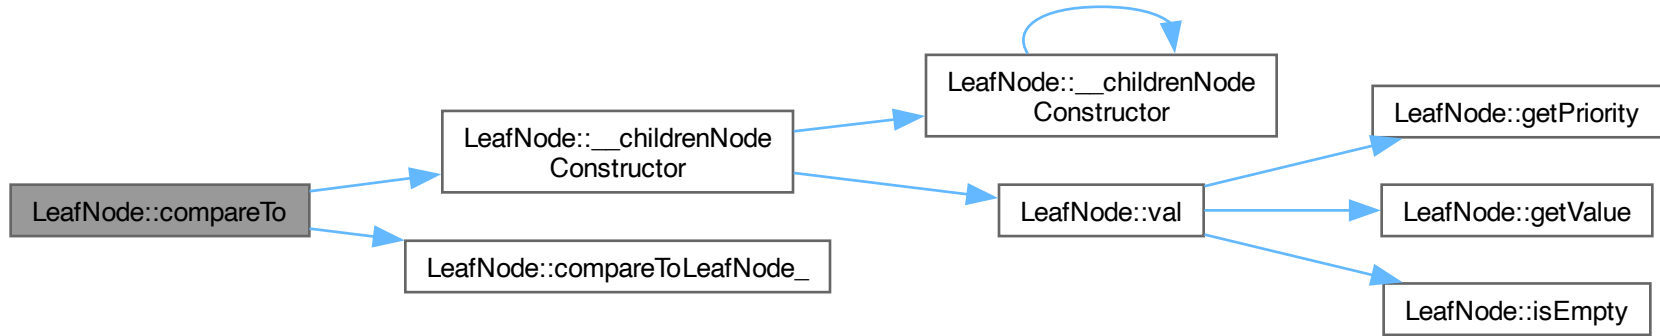 LeafNode::compareTo
LeafNode::__childrenNode
Constructor
LeafNode::compareToLeafNode_
LeafNode::__childrenNode
Constructor
LeafNode::val
LeafNode::getPriority
LeafNode::getValue
LeafNode::isEmpty